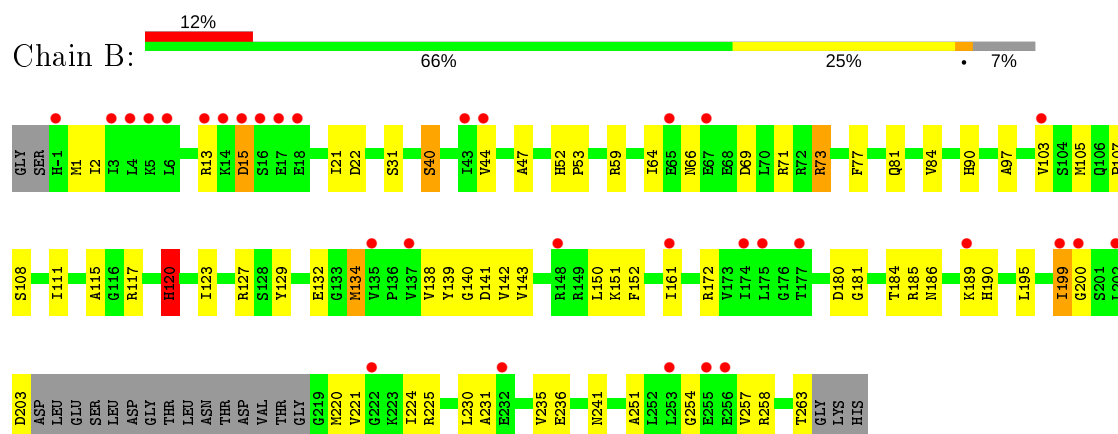 12%
Chain B:
66% 25% • 7%
GLY SER H-1 M1 I2 I3 L4 K5 L6 R13 K14 D15 S16 E17 E18 I21 D22 S31 S40 I43 V44 A47 H52 P53 R59 I64 E65 N66 E67 E68 D69 L70 R71 R72 R73 F77 Q81 V84 H90 A97 V103 S104 M105 Q106 P107
S108 I111 A115 G116 R117 H120 I123 R127 S128 Y129 E132 G133 M134 V135 P136 V137 V138 Y139 G140 D141 V142 V143 R148 R149 L150 K151 F152 I161 R172 V173 I174 L175 G176 T177 D180 G181 T184 R185 N186 K189 H190 L195 I199 G200 S201 L202
D203 ASP LEU GLU SER LEU ASP GLY THR LEU ASN THR ASP VAL THR GLY G219 M220 V221 G222 K223 I224 R225 L230 A231 E232 V235 E236 N241 A251 L252 L253 G254 E255 E256 V257 R258 T263 GLY LYS HIS